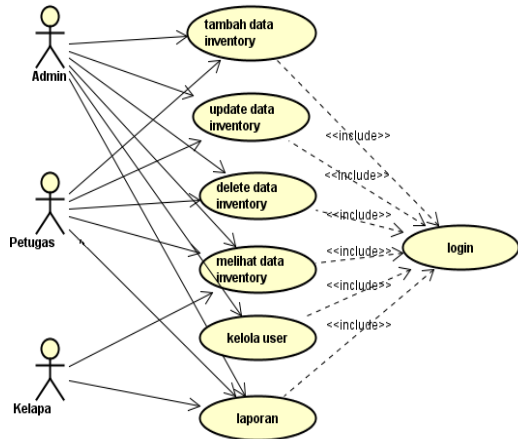 tambah data
inventory
Admin
update data
inventory
<<include>>
<<include>>
delete data
inventory
<<include>>
Petugas
melihat data
inventory
<<include>>
login
<<include>>
kelola user
<<include>>
Kelapa
laporan